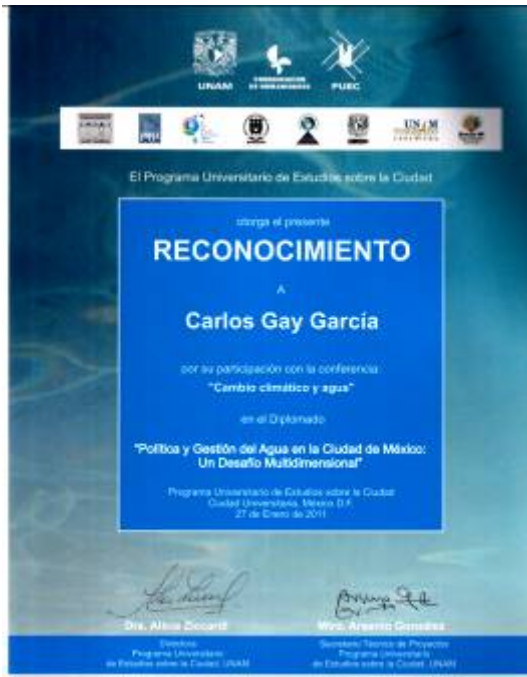 UNAM
COORDINACIÓN
DE HUMANIDADES
PUEC
UNAM
El Programa Universitario de Estudios sobre la Ciudad
otorga el presente
RECONOCIMIENTO
A
Carlos Gay García
por su participación con la conferencia:
"Cambio climático y agua"
en el Diplomado
"Política y Gestión del Agua en la Ciudad de México:
Un Desafío Multidimensional"
Programa Universitario de Estudios sobre la Ciudad
Ciudad Universitaria, México D.F.
27 de Enero de 2011
Dra. Alicia Ziccardi
Directora
Programa Universitario
de Estudios sobre la Ciudad, UNAM
Mtro. Arsenio González
Secretario Técnico de Proyectos
Programa Universitario
de Estudios sobre la Ciudad, UNAM